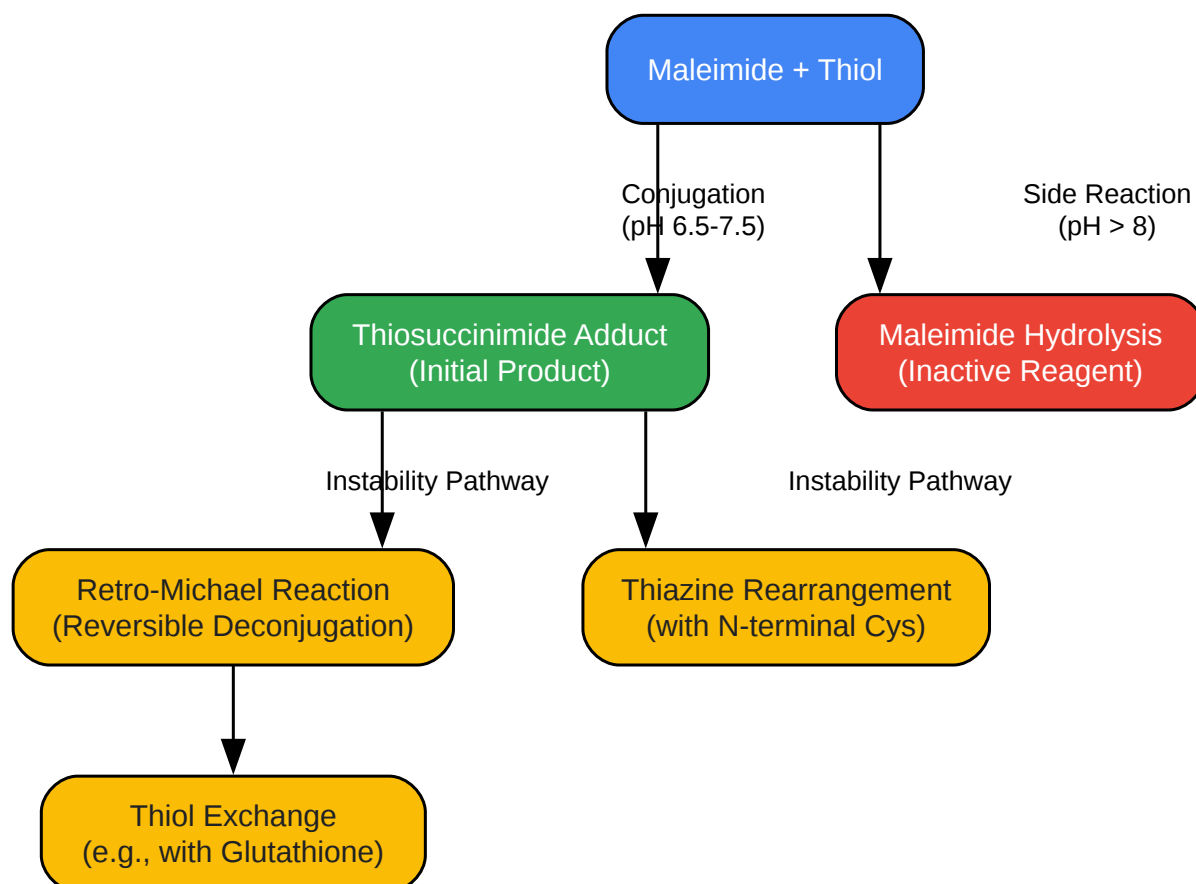 Maleimide + Thiol
Conjugation
(pH 6.5-7.5)
Side Reaction
(pH > 8)
Thiosuccinimide Adduct
(Initial Product)
Maleimide Hydrolysis
(Inactive Reagent)
Instability Pathway
Instability Pathway
Retro-Michael Reaction
(Reversible Deconjugation)
Thiazine Rearrangement
(with N-terminal Cys)
Thiol Exchange
(e.g., with Glutathione)